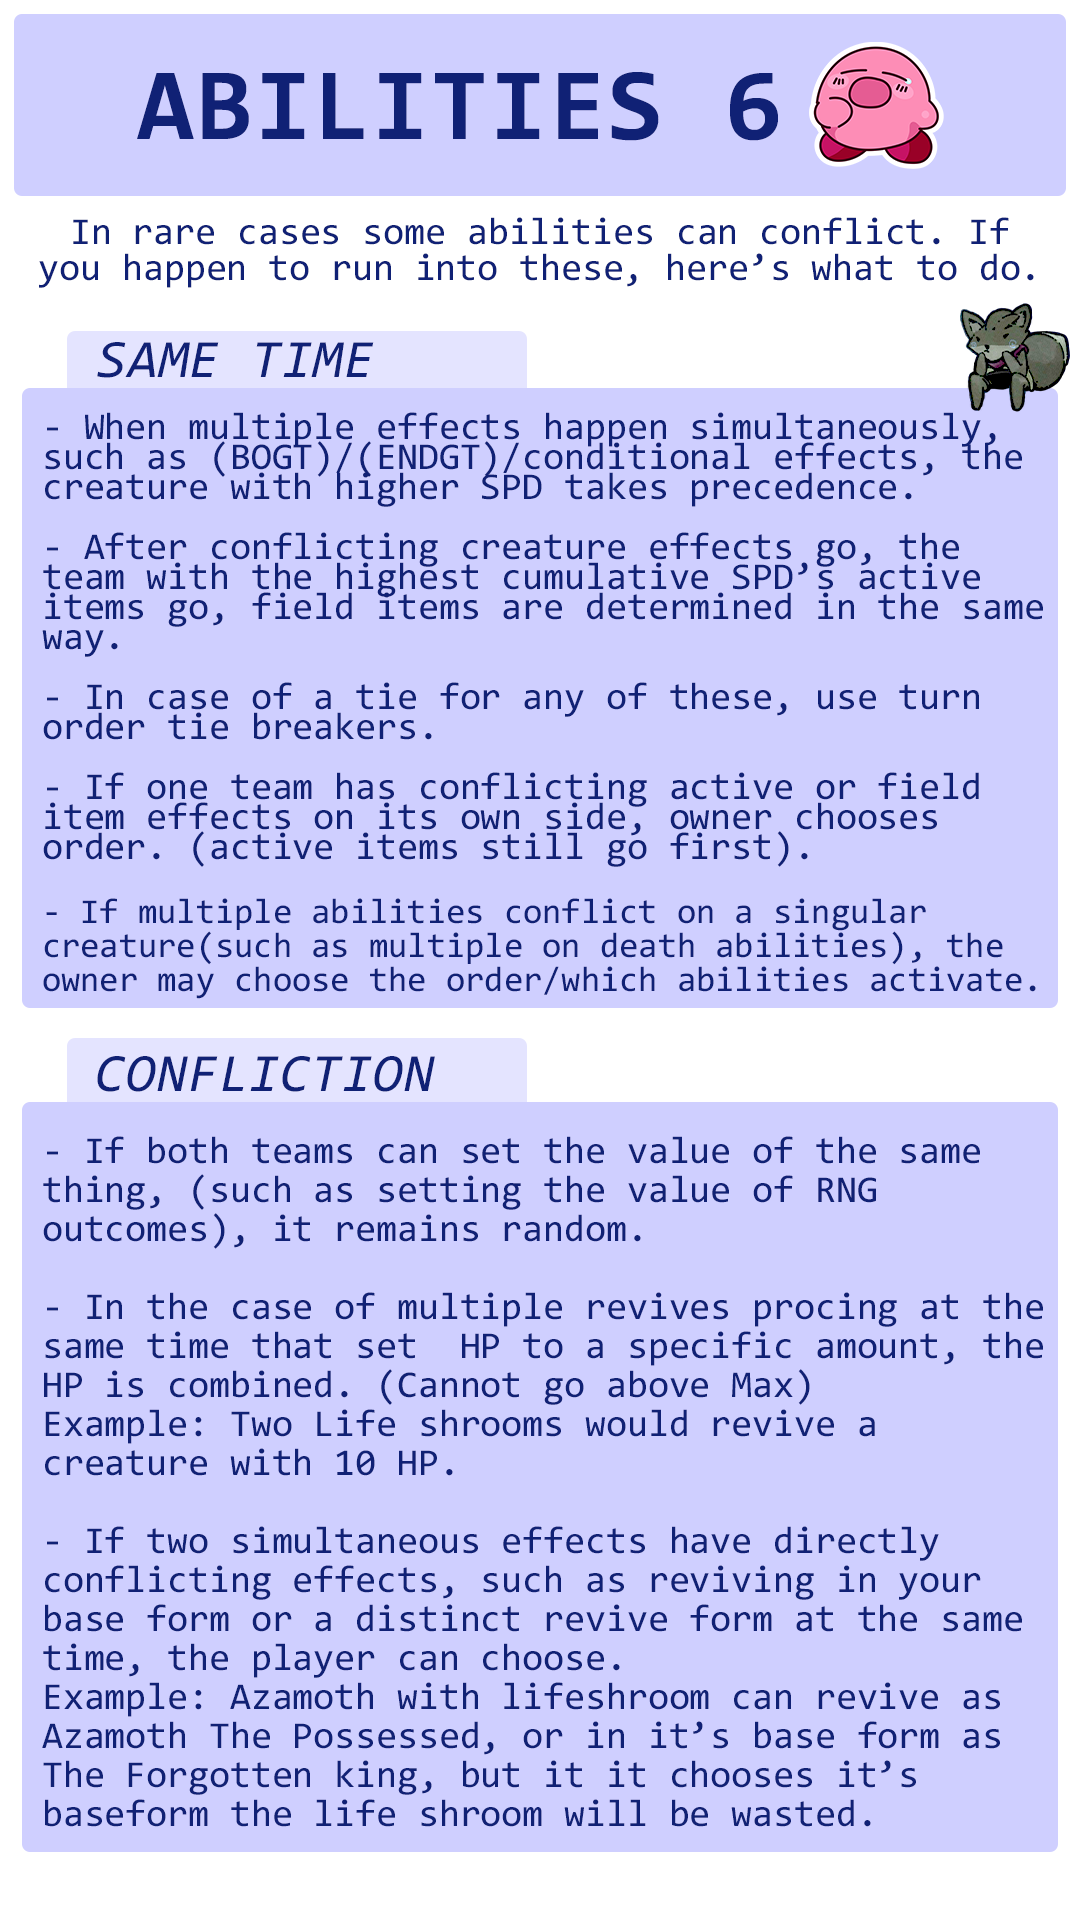 ABILITIES 6
In rare cases some abilities can conflict. If
you happen to run into these, here’s what to do.
SAME TIME
- When multiple effects happen simultaneously,
such as (BOGT)/(ENDGT)/conditional effects, the
creature with higher SPD takes precedence.
- After conflicting creature effects go, the
team with the highest cumulative SPD’s active
items go, field items are determined in the same
way.
- In case of a tie for any of these, use turn
order tie breakers.
- If one team has conflicting active or field
item effects on its own side, owner chooses
order. (active items still go first).
- If multiple abilities conflict on a singular
creature(such as multiple on death abilities), the
owner may choose the order/which abilities activate.
CONFLICTION
- If both teams can set the value of the same
thing, (such as setting the value of RNG
outcomes), it remains random.
- In the case of multiple revives procing at the
same time that set  HP to a specific amount, the
HP is combined. (Cannot go above Max)
Example: Two Life shrooms would revive a
creature with 10 HP.
- If two simultaneous effects have directly
conflicting effects, such as reviving in your
base form or a distinct revive form at the same
time, the player can choose.
Example: Azamoth with lifeshroom can revive as
Azamoth The Possessed, or in it’s base form as
The Forgotten king, but it it chooses it’s
baseform the life shroom will be wasted.